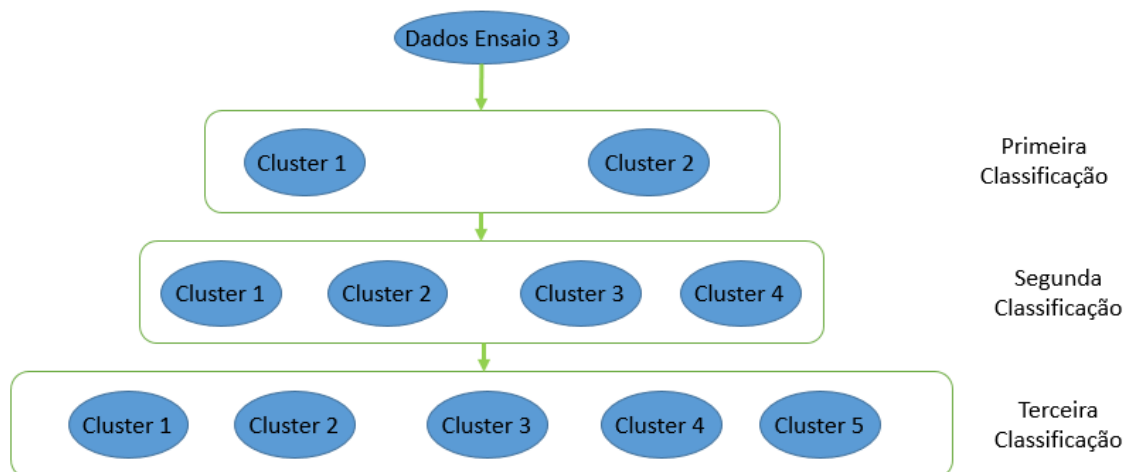 Dados Ensaio 3
Cluster 1
Cluster 2
Primeira
Classificação
Cluster 1
Cluster 2
Cluster 3
Cluster 4
Segunda
Classificação
Cluster 1
Cluster 2
Cluster 3
Cluster 4
Cluster 5
Terceira
Classificação